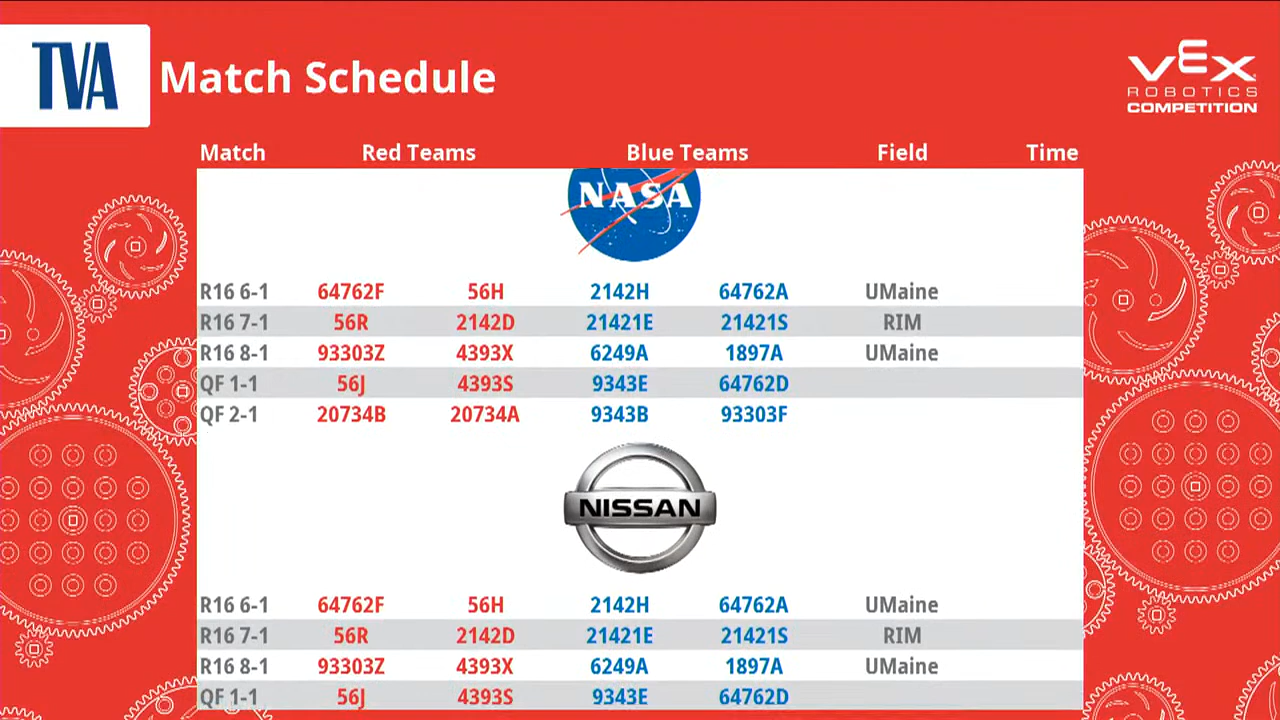 TVA
Match Schedule
VEX
ROBOTICS
COMPETITION
Match Red Teams Blue Teams Field Time
NASA
R16 6-1 64762F 56H 2142H 64762A UMaine
R16 7-1 56R 2142D 21421E 21421S RIM
R16 8-1 93303Z 4393X 6249A 1897A UMaine
QF 1-1 56J 4393S 9343E 64762D
QF 2-1 20734B 20734A 9343B 93303F
NISSAN
R16 6-1 64762F 56H 2142H 64762A UMaine
R16 7-1 56R 2142D 21421E 21421S RIM
R16 8-1 93303Z 4393X 6249A 1897A UMaine
QF 1-1 56J 4393S 9343E 64762D